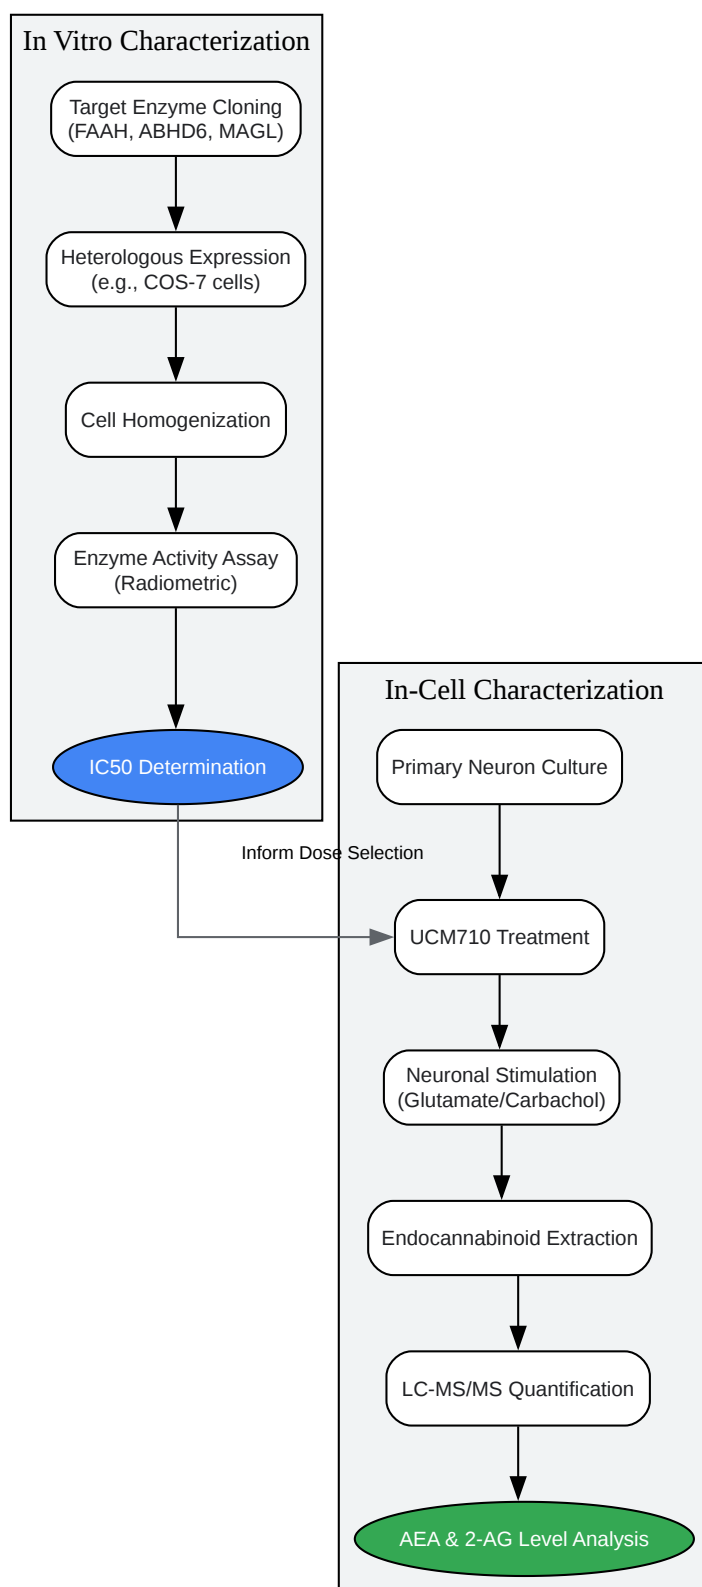 In Vitro Characterization
Target Enzyme Cloning
(FAAH, ABHD6, MAGL)
Heterologous Expression
(e.g., COS-7 cells)
Cell Homogenization
Enzyme Activity Assay
(Radiometric)
IC50 Determination
Inform Dose Selection
In-Cell Characterization
Primary Neuron Culture
UCM710 Treatment
Neuronal Stimulation
(Glutamate/Carbachol)
Endocannabinoid Extraction
LC-MS/MS Quantification
AEA & 2-AG Level Analysis